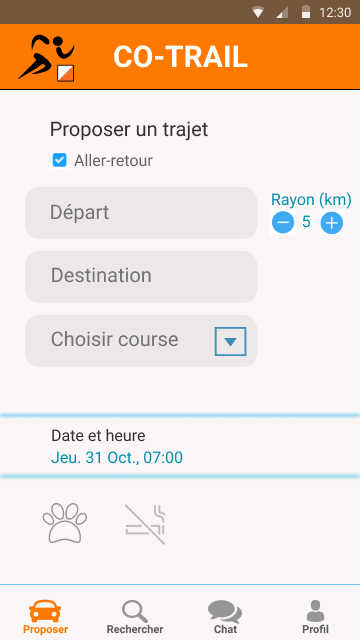 12:30
CO-TRAIL
Proposer un trajet
Aller-retour
Départ
Rayon (km)
5
Destination
Choisir course
Date et heure
Jeu. 31 Oct., 07:00
Proposer
Rechercher
Chat
Profil